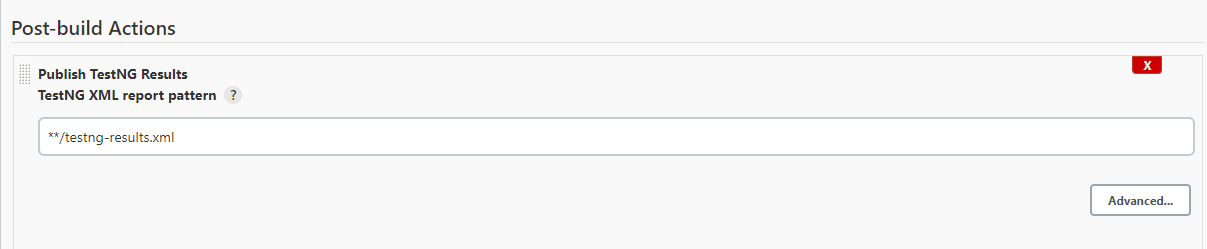 Post-build Actions
X
Publish TestNG Results
TestNG XML report pattern ?
**/testng-results.xml
Advanced...